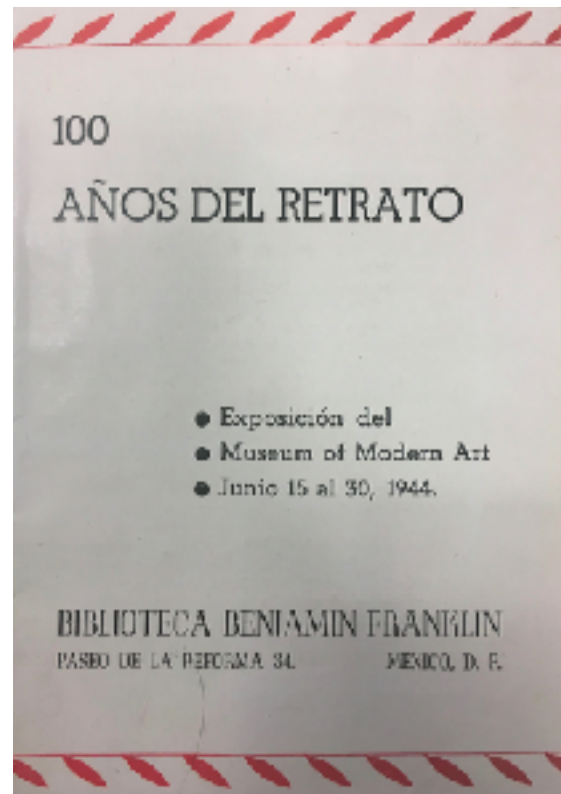 100
AÑOS DEL RETRATO
● Exposición del
● Museum of Modern Art
● Junio 15 al 30, 1944.
BIBLIOTECA BENJAMIN FRANKLIN
PASEO DE LA REFORMA 34. MEXICO, D. F.